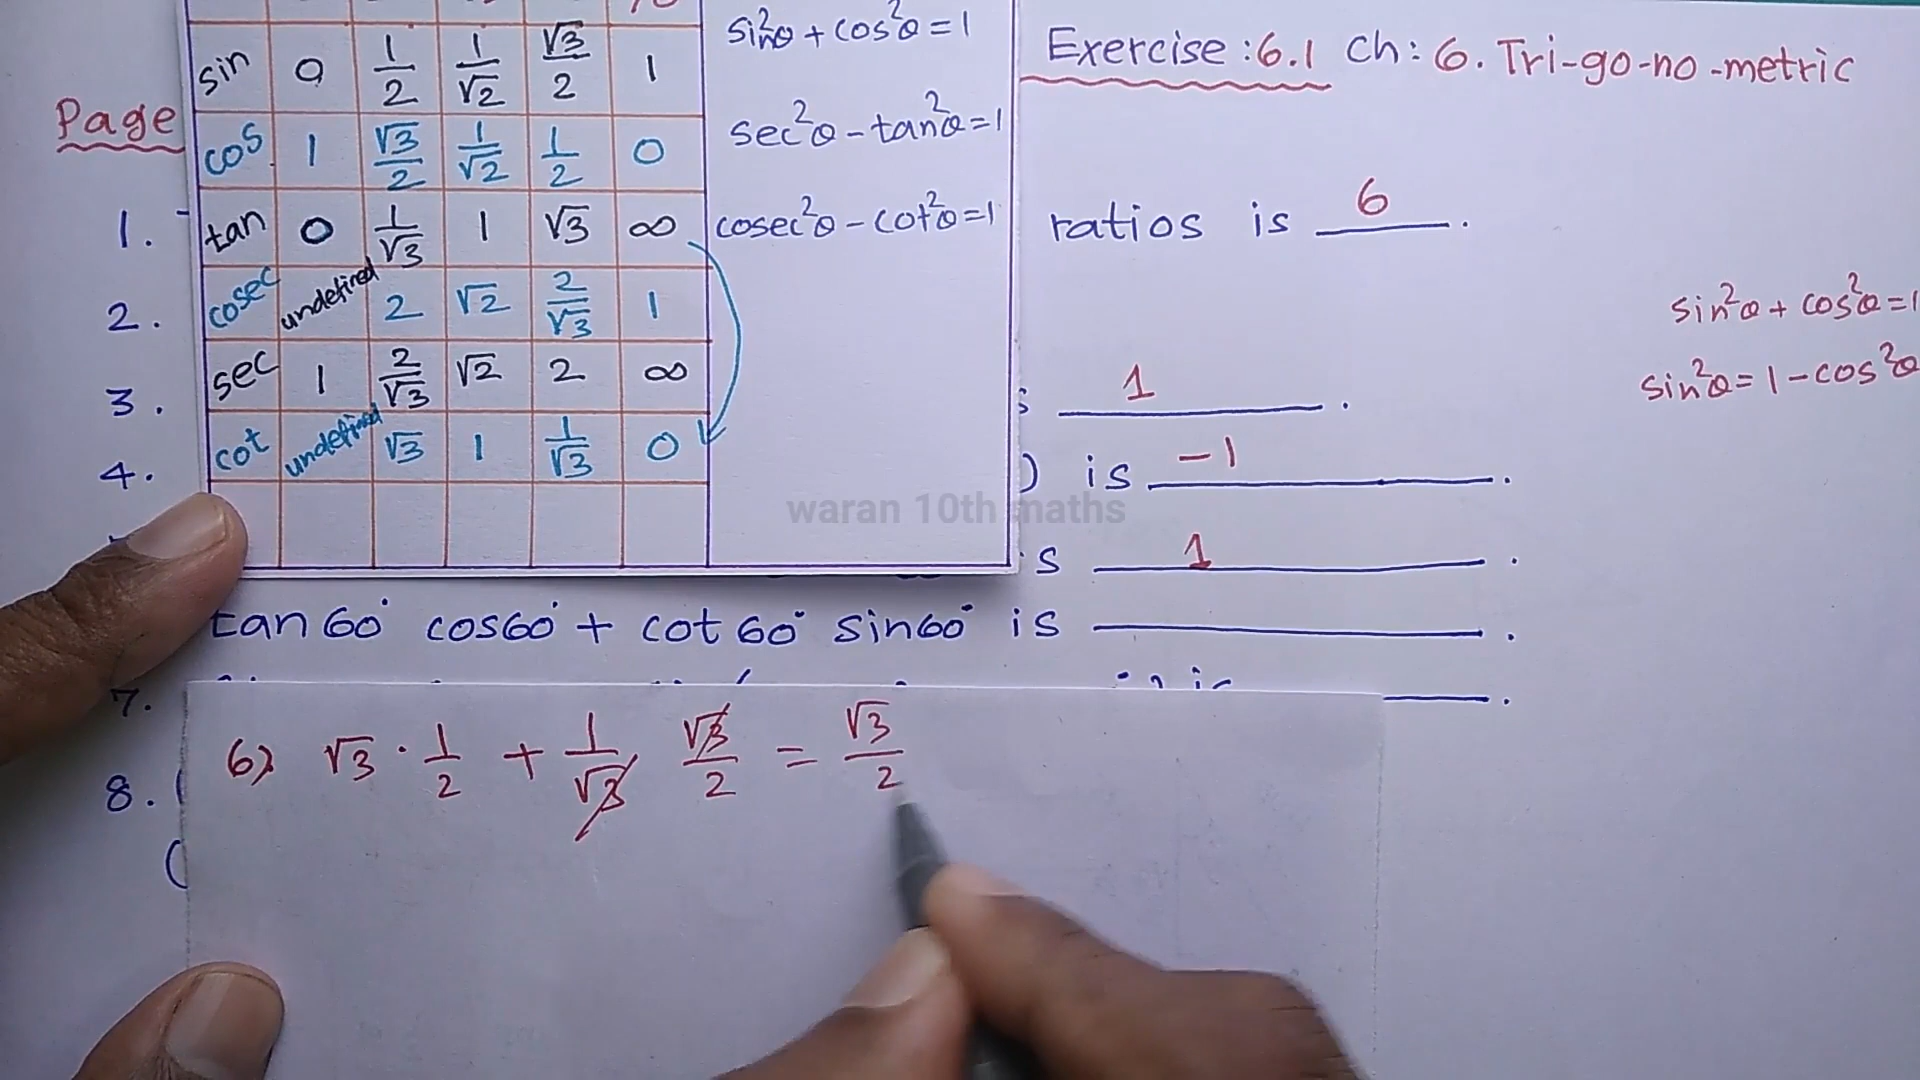 Exercise : 6.1 Ch : 6. Tri-go-no-metric
Page
sin 0 1/2 1/√2 √3/2 1
cos 1 √3/2 1/√2 1/2 0
tan 0 1/√3 1 √3 ∞
cosec undefined 2 √2 2/√3 1
sec 1 2/√3 √2 2 ∞
cot undefined √3 1 1/√3 0
sin²θ + cos²θ = 1
sec²θ - tan²θ = 1
cosec²θ - cot²θ = 1
1. ratios is 6 .
2.
3. 1 .
4. ) is -1 .
s 1 .
tan 60° cos60° + cot 60° sin60° is .
7. .
8. (
sin²θ + cos²θ = 1
sin²θ = 1 - cos²θ
waran 10th maths
6) √3 · 1/2 + 1/√3 √3/2 = √3/2